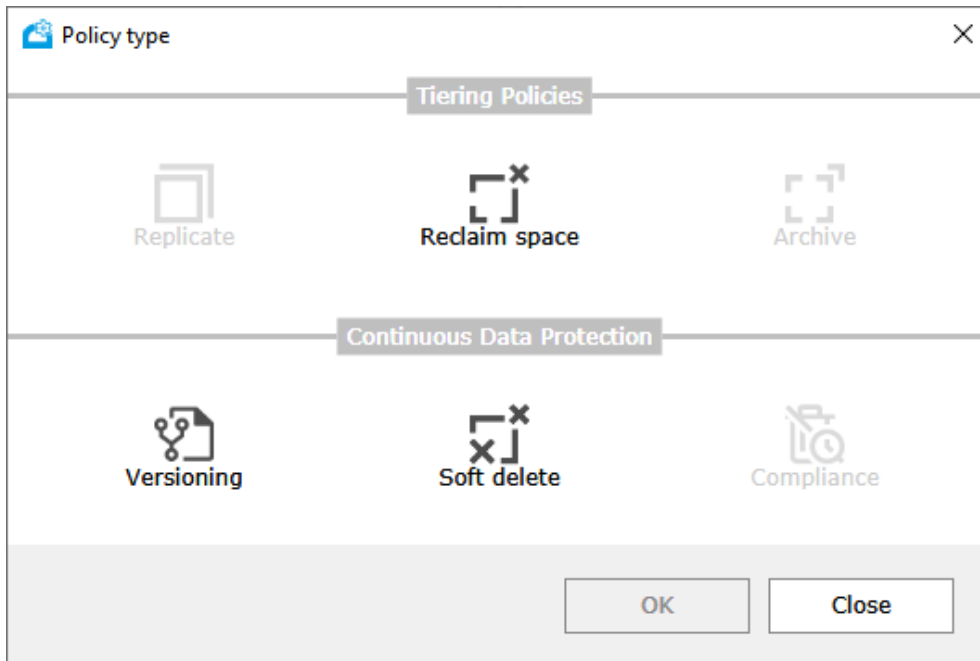 Policy type
Tiering Policies
Replicate
Reclaim space
Archive
Continuous Data Protection
Versioning
Soft delete
Compliance
OK
Close